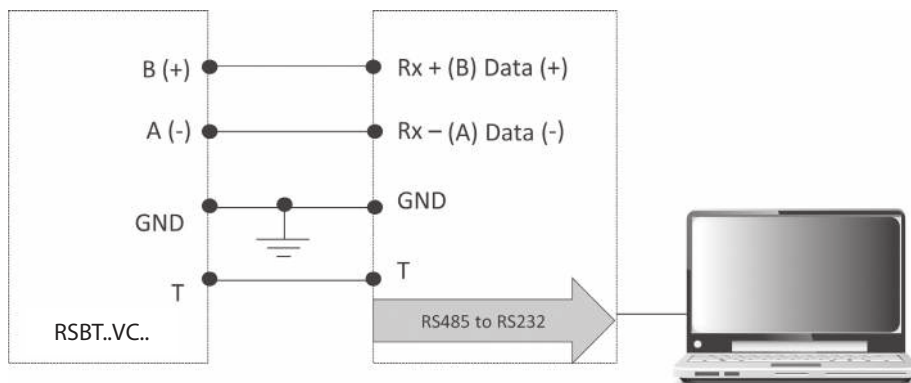 B (+)
Rx + (B) Data (+)
A (-)
Rx – (A) Data (-)
GND
GND
T
T
RSBT..VC..
RS485 to RS232